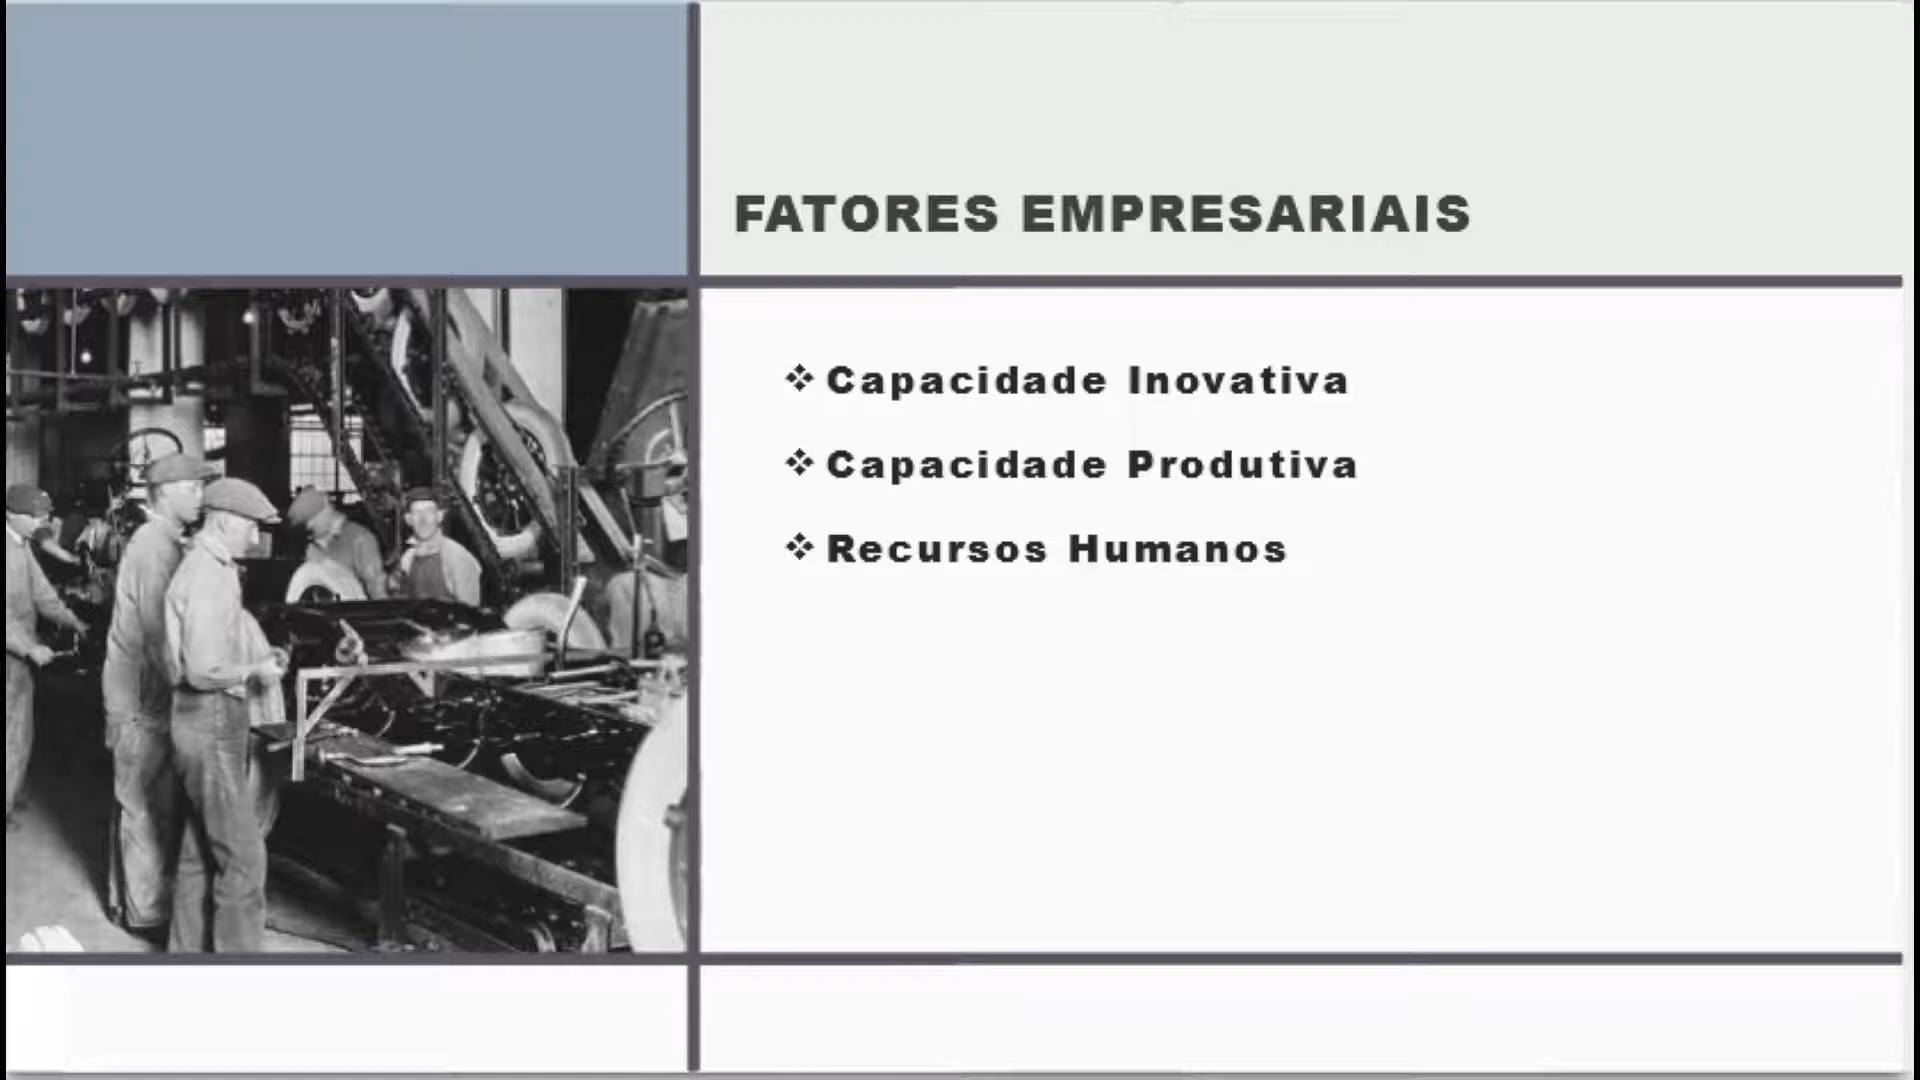 FATORES EMPRESARIAIS
❖ Capacidade Inovativa
❖ Capacidade Produtiva
❖ Recursos Humanos